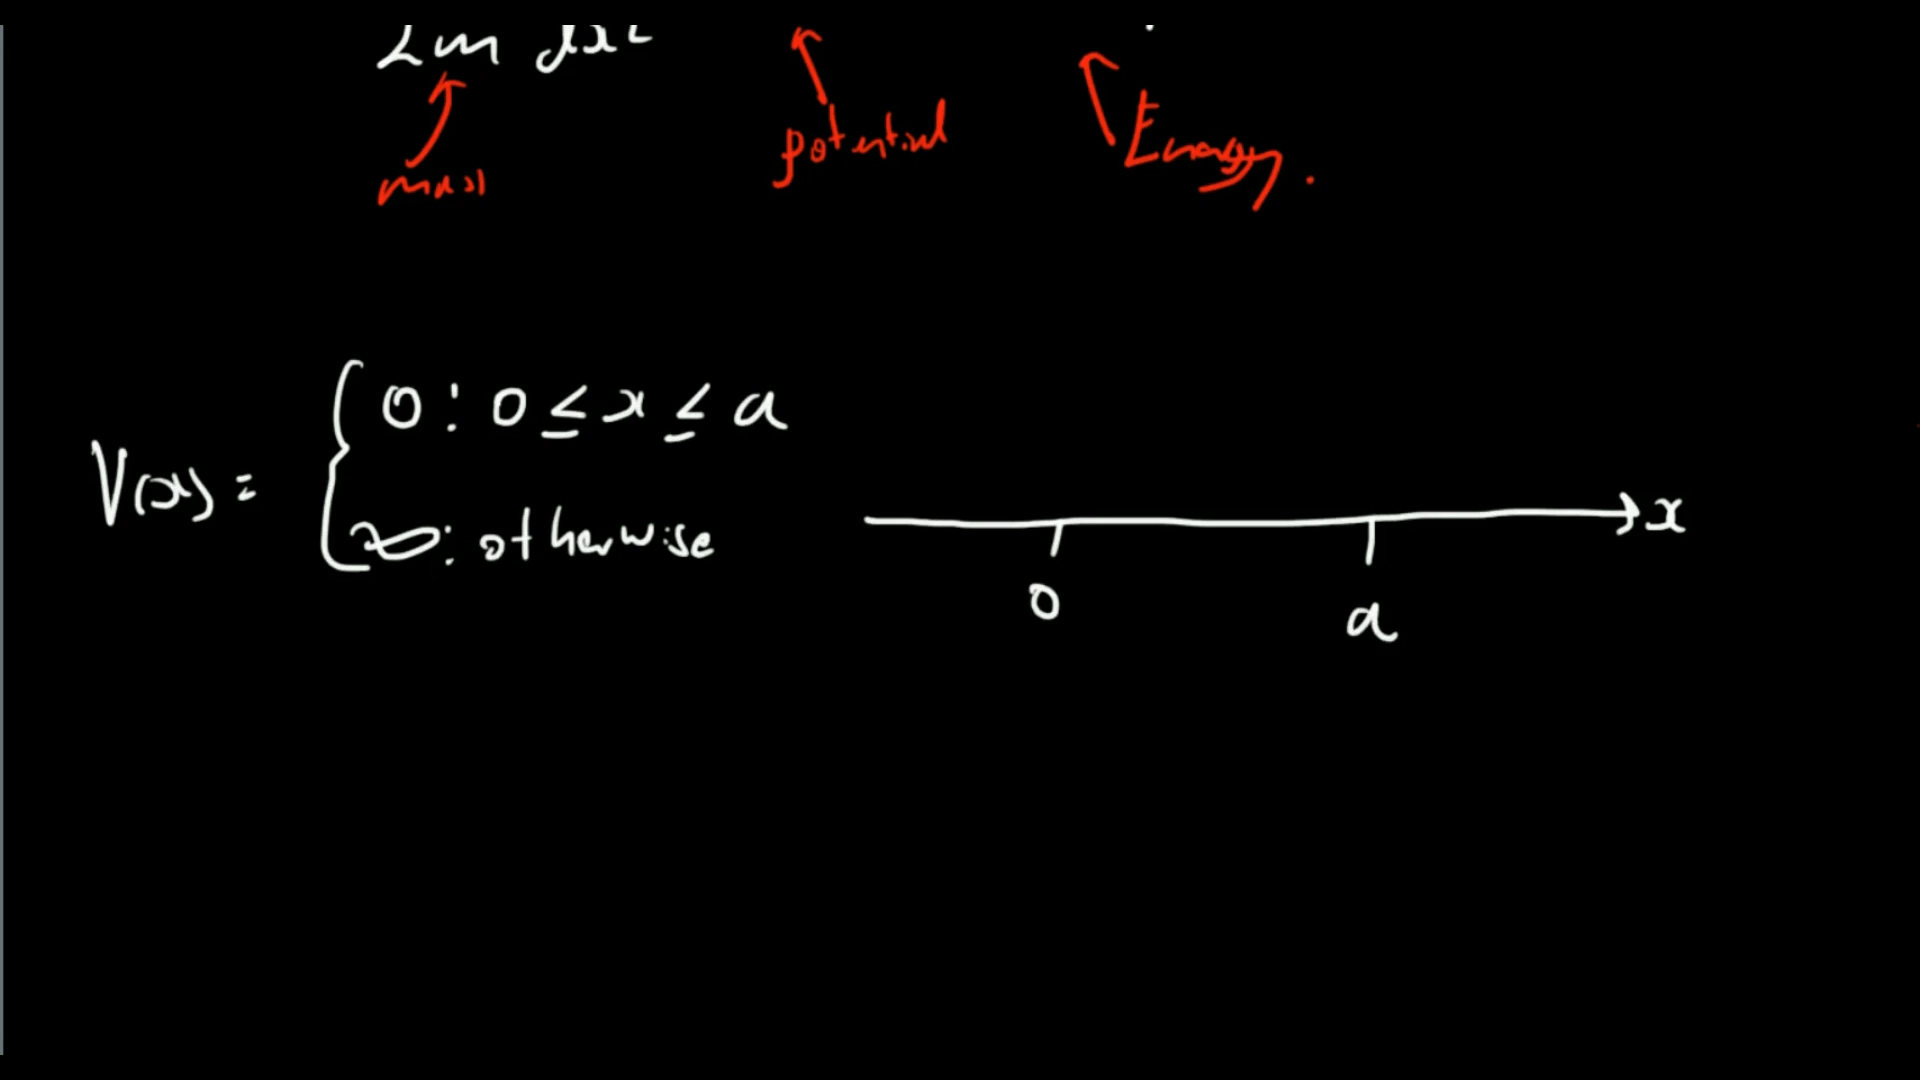 2m dx²
potential
Energy.
mass
0 : 0 ≤ x ≤ a
V(x) =
∞ : otherwise
x
0
a